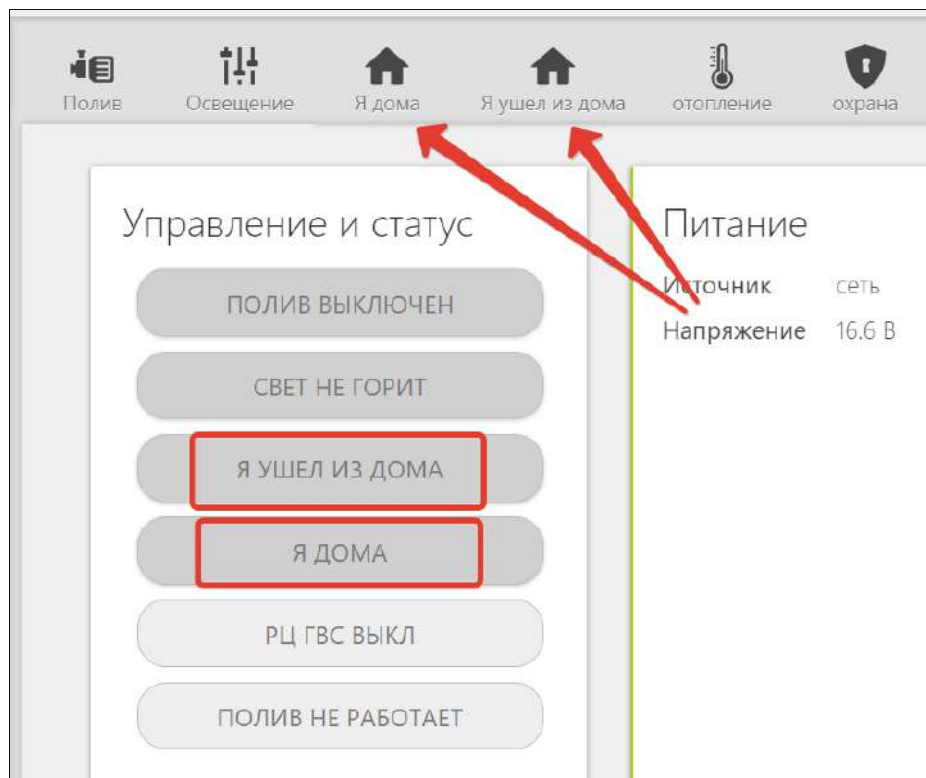 Полив Освещение Я дома Я ушел из дома отопление охрана
Управление и статус
ПОЛИВ ВЫКЛЮЧЕН
СВЕТ НЕ ГОРИТ
Я УШЕЛ ИЗ ДОМА
Я ДОМА
РЦ ГВС ВЫКЛ
ПОЛИВ НЕ РАБОТАЕТ
Питание
Источник сеть
Напряжение 16.6 В